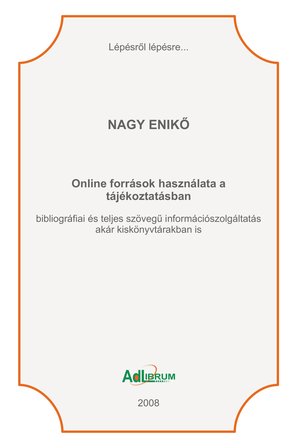 Lépésről lépésre...
NAGY ENIKŐ
Online források használata a
tájékoztatásban
bibliográfiai és teljes szövegű információszolgáltatás
akár kiskönyvtárakban is
AdLIBRUM
2008